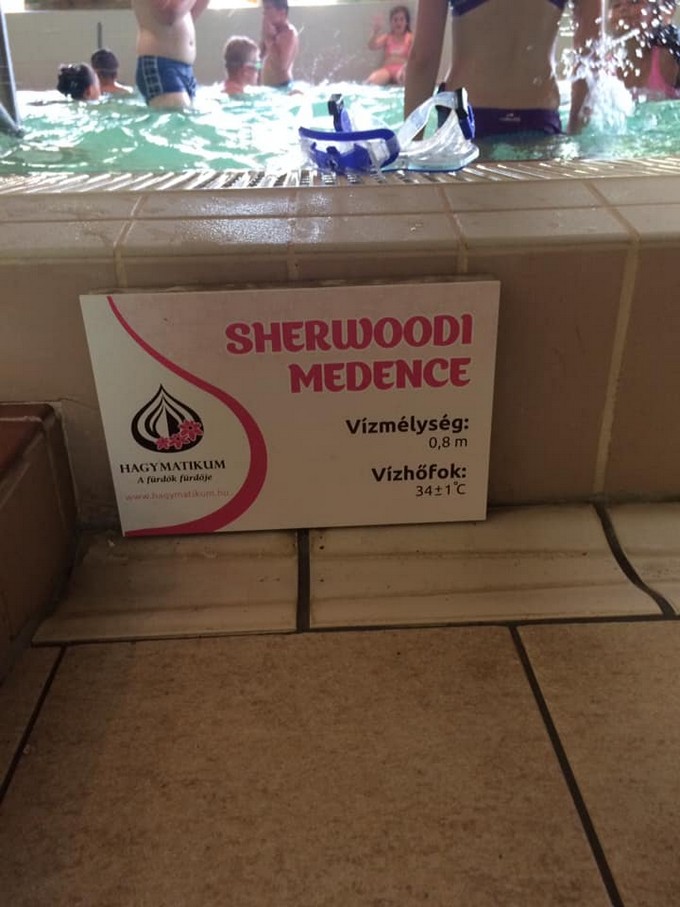 SHERWOODI
MEDENCE
Vízmélység:
0,8 m
Vízhőfok:
34±1°C
HAGYMATIKUM
A fürdők fürdője
www.hagymatikum.hu